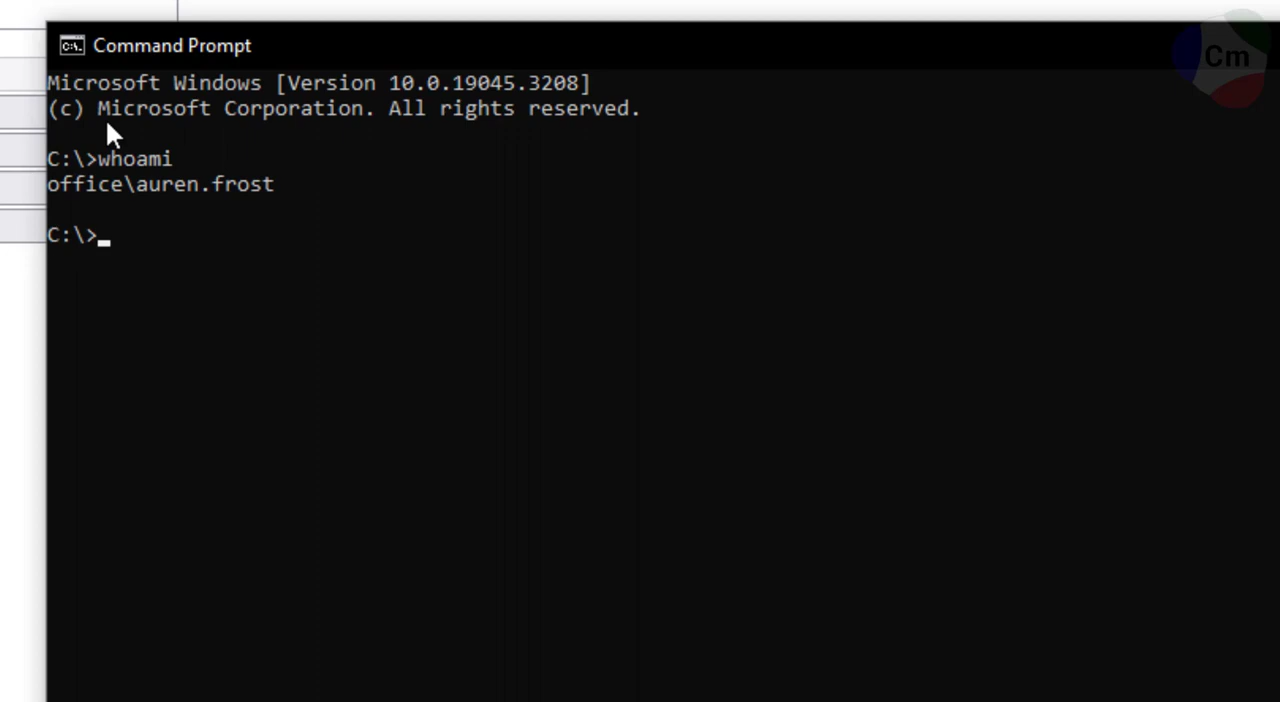 Command Prompt
Cm
Microsoft Windows [Version 10.0.19045.3208]
(c) Microsoft Corporation. All rights reserved.
C:\>whoami
office\auren.frost
C:\>